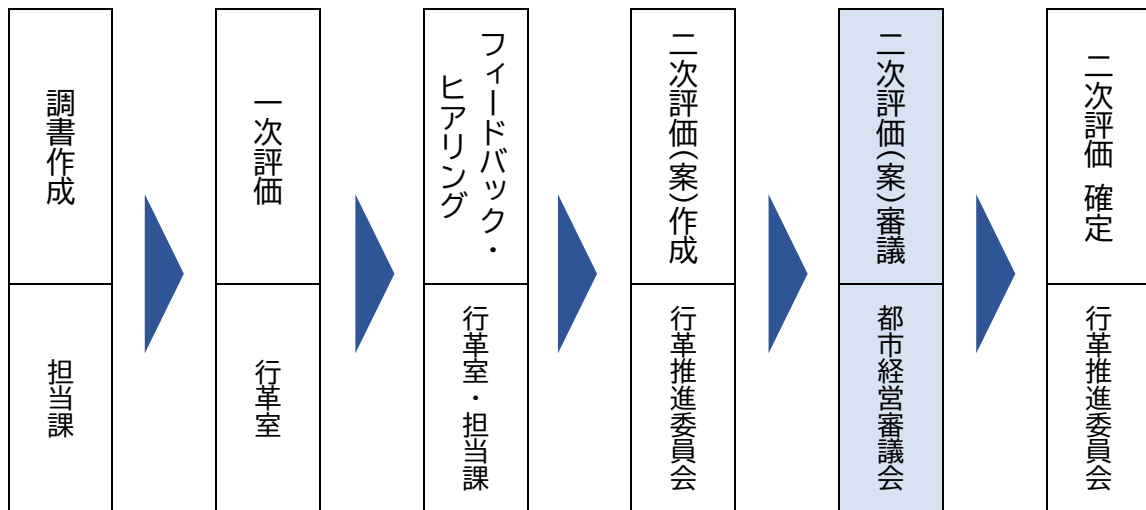 調書作成
担当課
一次評価
行革室
フィードバック・
ヒアリング
行革室・担当課
二次評価(案)作成
行革推進委員会
二次評価(案)審議
都市経営審議会
二次評価 確定
行革推進委員会